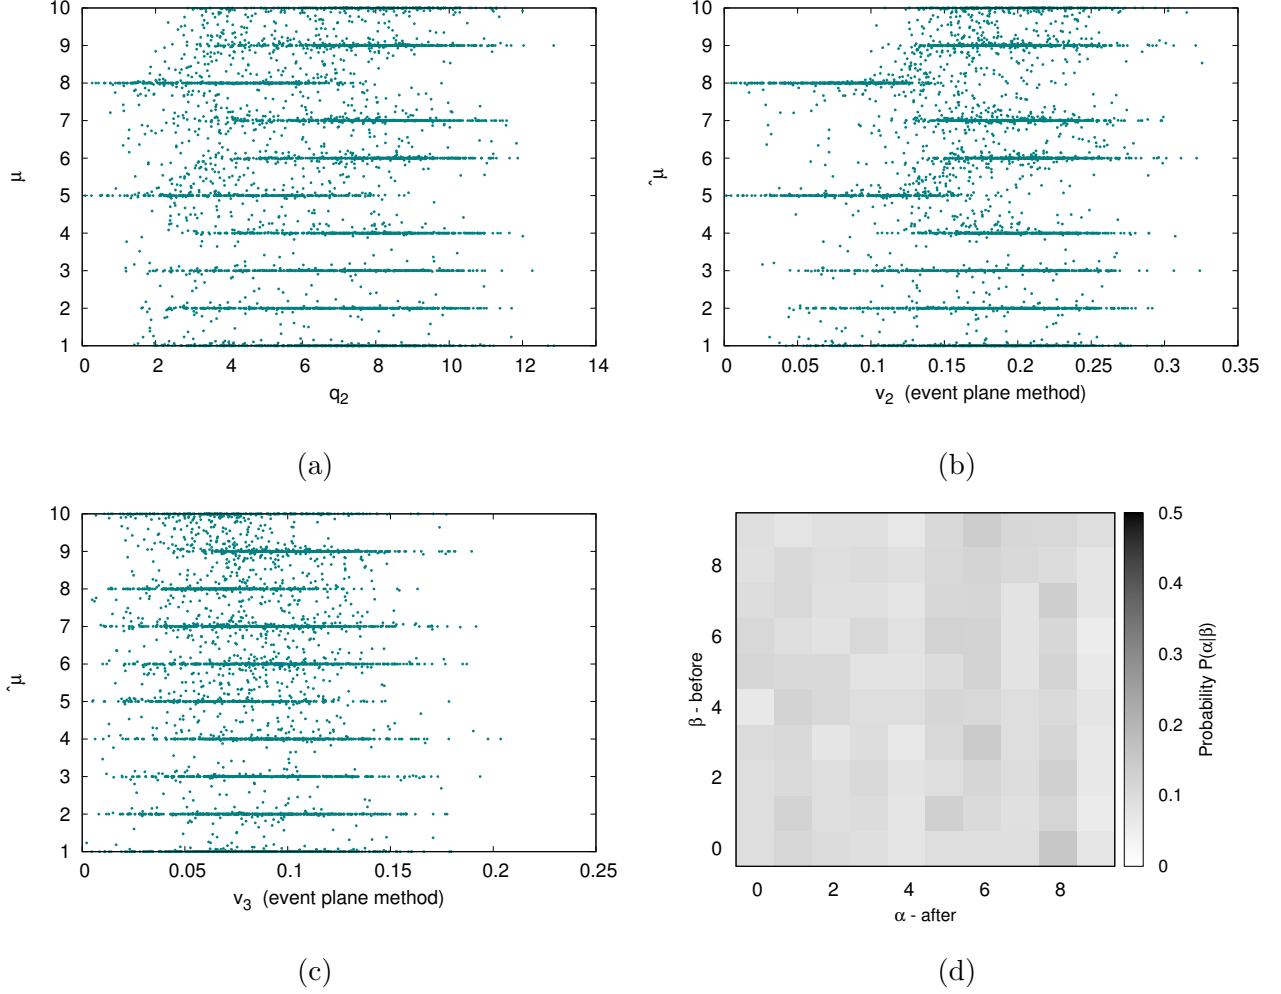 10
9
8
7
6
5
4
3
2
1
μ
0 2 4 6 8 10 12 14
q2
(a)
10
9
8
7
6
5
4
3
2
1
^μ
0 0.05 0.1 0.15 0.2 0.25 0.3 0.35
v2 (event plane method)
(b)
10
9
8
7
6
5
4
3
2
1
^μ
0 0.05 0.1 0.15 0.2 0.25
v3 (event plane method)
(c)
8
6
4
2
0
β - before
0 2 4 6 8
α - after
0.5
0.4
0.3
0.2
0.1
0
Probability P(α|β)
(d)